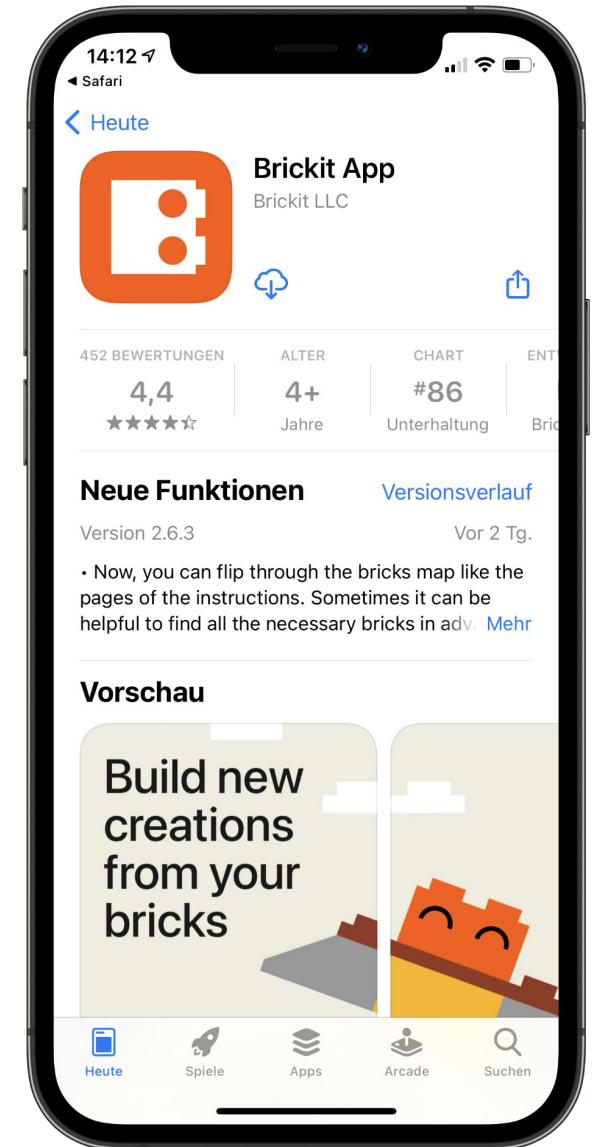 14:12
Safari
Heute
Brickit App
Brickit LLC
452 BEWERTUNGEN
4,4
ALTER
4+
Jahre
CHART
#86
Unterhaltung
Neue Funktionen
Versionsverlauf
Version 2.6.3
Vor 2 Tg.
• Now, you can flip through the bricks map like the
pages of the instructions. Sometimes it can be
helpful to find all the necessary bricks in Mehr
Vorschau
Build new
creations
from your
bricks
Heute
Spiele
Apps
Arcade
Suchen